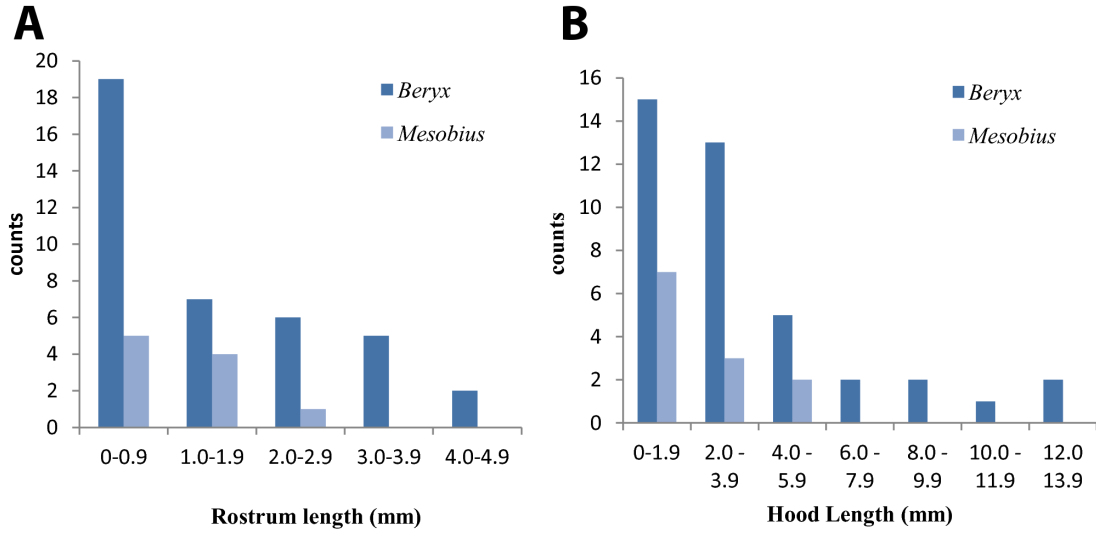 A
20
18
16
14
12
10
8
6
4
2
0
counts
Beryx
Mesobius
0-0.9 1.0-1.9 2.0-2.9 3.0-3.9 4.0-4.9
Rostrum length (mm)
B
16
14
12
10
8
6
4
2
0
counts
Beryx
Mesobius
0-1.9 2.0 - 4.0 - 6.0 - 8.0 - 10.0 - 12.0
3.9 5.9 7.9 9.9 11.9 13.9
Hood Length (mm)